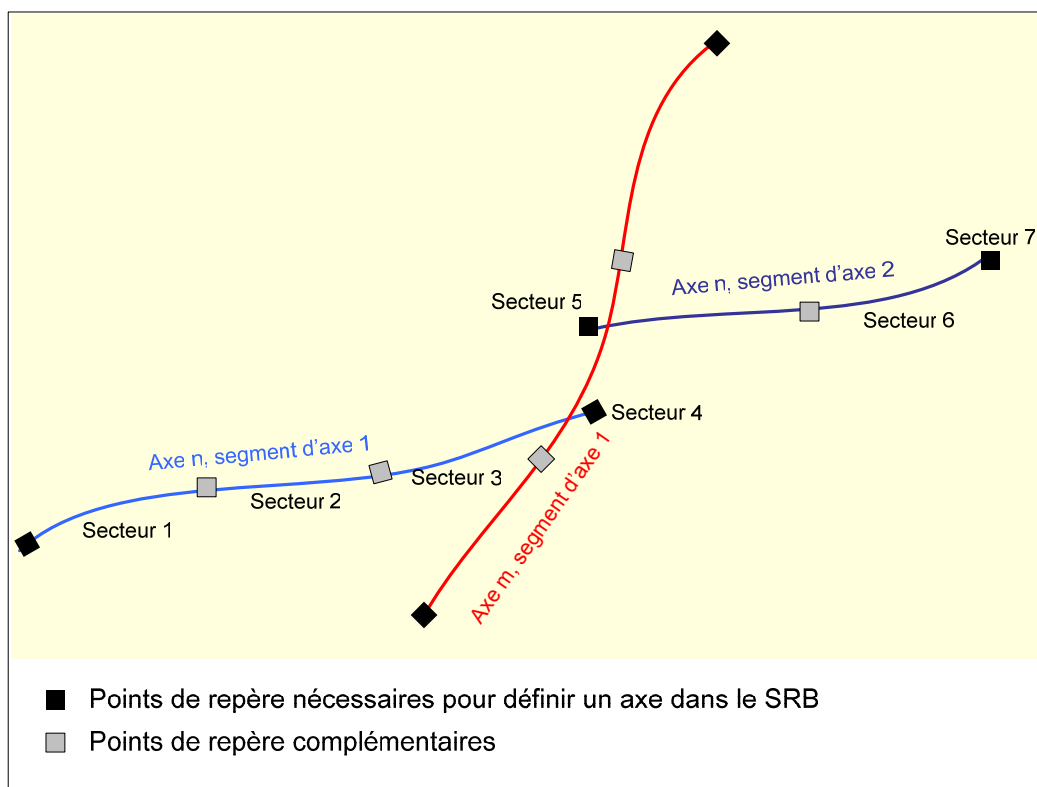 Secteur 7
Axe n, segment d'axe 2
Secteur 5
Secteur 6
Secteur 4
Axe n, segment d'axe 1
Secteur 3
Secteur 2
Secteur 1
Axe m, segment d'axe 1
Points de repère nécessaires pour définir un axe dans le SRB
Points de repère complémentaires